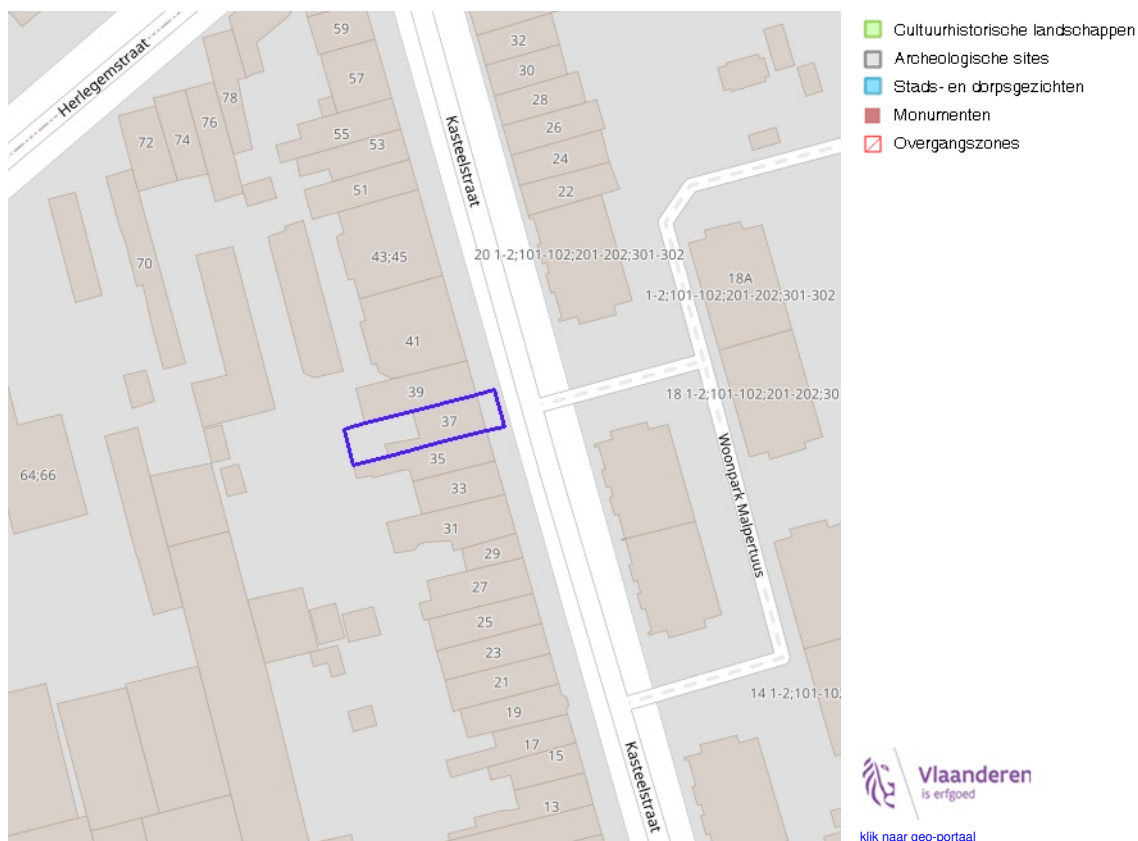 Herlegemstraat
Kasteelstraat
59
57
55
53
51
43;45
41
39
37
35
33
31
29
27
25
23
21
19
17
15
13
32
30
28
26
24
22
20 1-2;101-102;201-202;301-302
18A
1-2;101-102;201-202;301-302
18 1-2;101-102;201-202;30
Woonpark Malpertuus
14 1-2;101-102
72
74
76
78
70
64;66
Kasteelstraat
Cultuurhistorische landschappen
Archeologische sites
Stads- en dorpsgezichten
Monumenten
Overgangszones
Vlaanderen
is erfgoed
klik naar geo-portaal